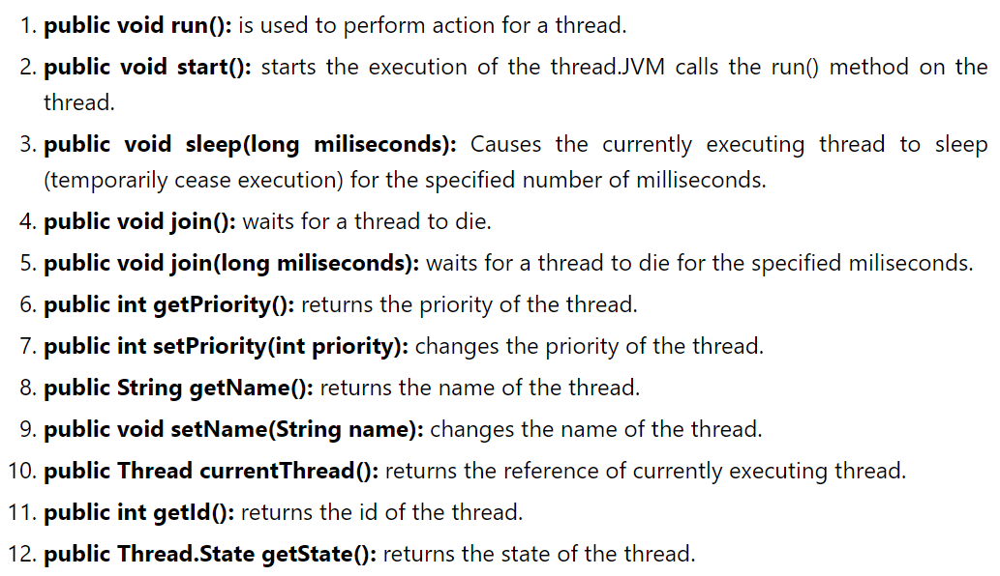 1. public void run(): is used to perform action for a thread.
2. public void start(): starts the execution of the thread.JVM calls the run() method on the
thread.
3. public void sleep(long miliseconds): Causes the currently executing thread to sleep
(temporarily cease execution) for the specified number of milliseconds.
4. public void join(): waits for a thread to die.
5. public void join(long miliseconds): waits for a thread to die for the specified miliseconds.
6. public int getPriority(): returns the priority of the thread.
7. public int setPriority(int priority): changes the priority of the thread.
8. public String getName(): returns the name of the thread.
9. public void setName(String name): changes the name of the thread.
10. public Thread currentThread(): returns the reference of currently executing thread.
11. public int getId(): returns the id of the thread.
12. public Thread.State getState(): returns the state of the thread.